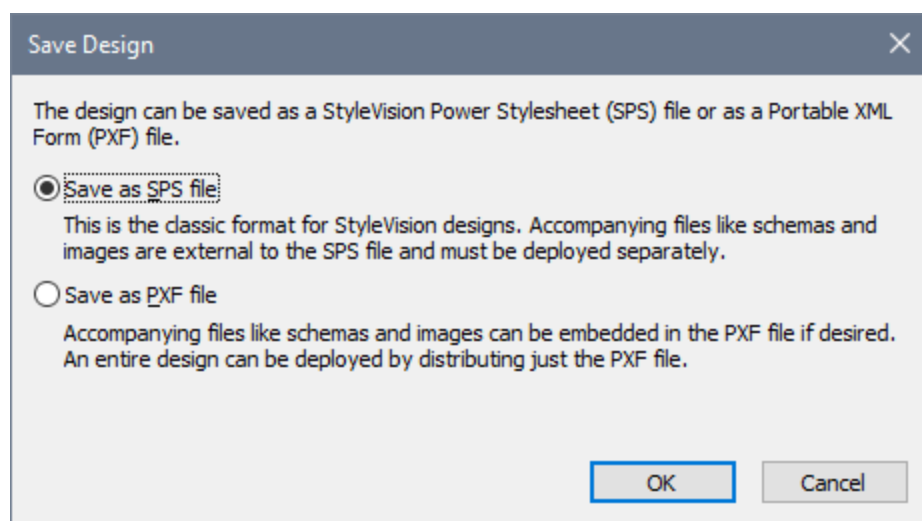 Save Design
The design can be saved as a StyleVision Power Stylesheet (SPS) file or as a Portable XML
Form (PXF) file.
Save as SPS file
This is the classic format for StyleVision designs. Accompanying files like schemas and
images are external to the SPS file and must be deployed separately.
Save as PXF file
Accompanying files like schemas and images can be embedded in the PXF file if desired.
An entire design can be deployed by distributing just the PXF file.
OK Cancel